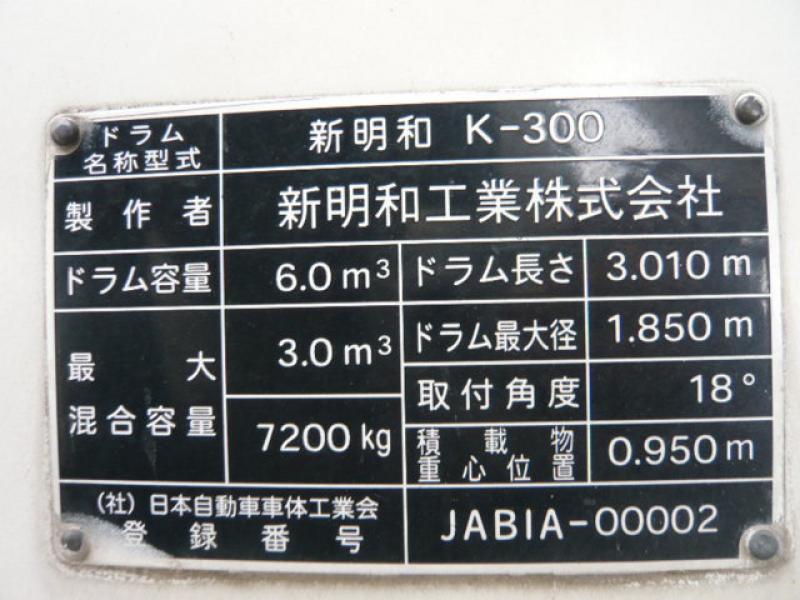 ドラム
名称型式
新明和 K-300
製作者
新明和工業株式会社
ドラム容量
6.0 m³
ドラム長さ
3.010 m
最大
混合容量
3.0 m³
7200 kg
ドラム最大径
1.850 m
取付角度
18°
積載物
重心位置
0.950 m
(社)日本自動車車体工業会
登録番号
JABIA-00002